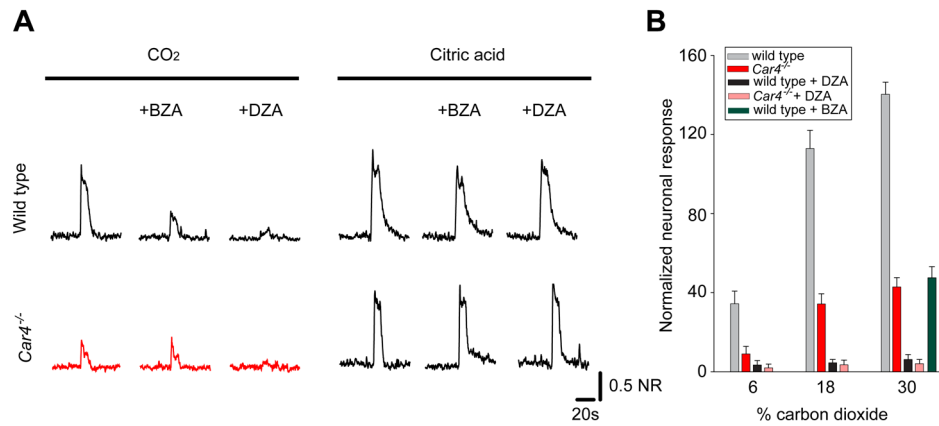 A
CO2
Citric acid
+BZA
+DZA
+BZA
+DZA
Wild type
Car4-/-
0.5 NR
20s
B
160
120
80
40
0
Normalized neuronal response
wild type
Car4-/-
wild type + DZA
Car4-/-+ DZA
wild type + BZA
6
18
30
% carbon dioxide